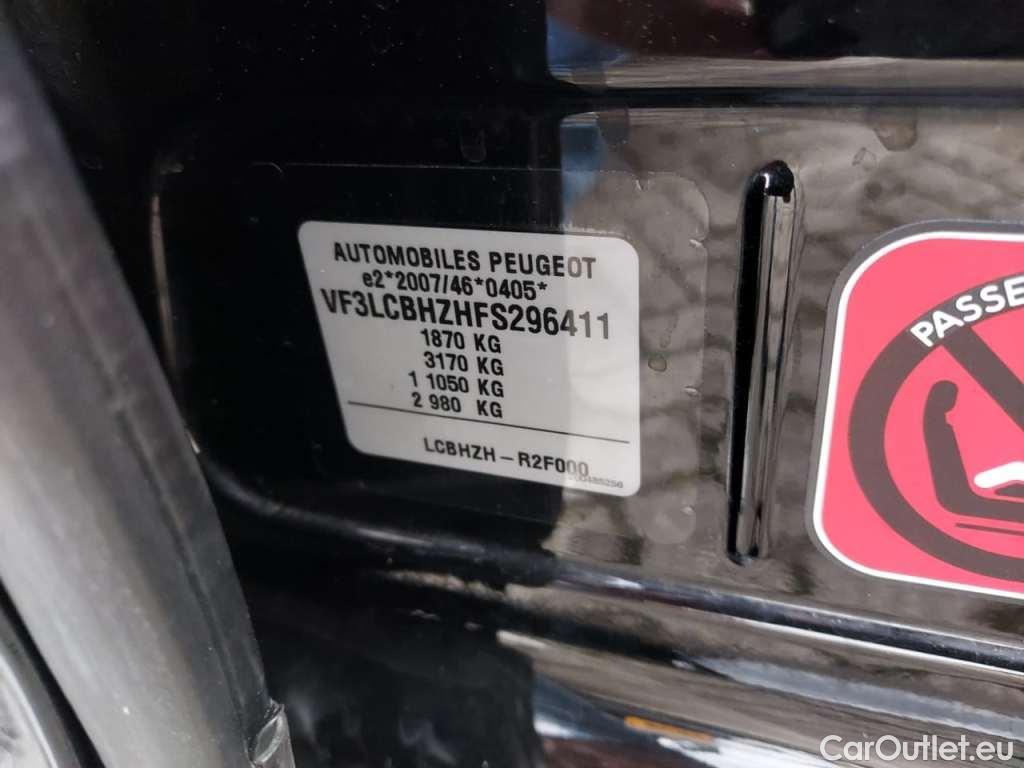 AUTOMOBILES PEUGEOT
e2*2007/46*0405*
VF3LCBHZHFS296411
1870 KG
3170 KG
1 1050 KG
2 980 KG
LCBHZH – R2F000
PASSE
CarOutlet.eu